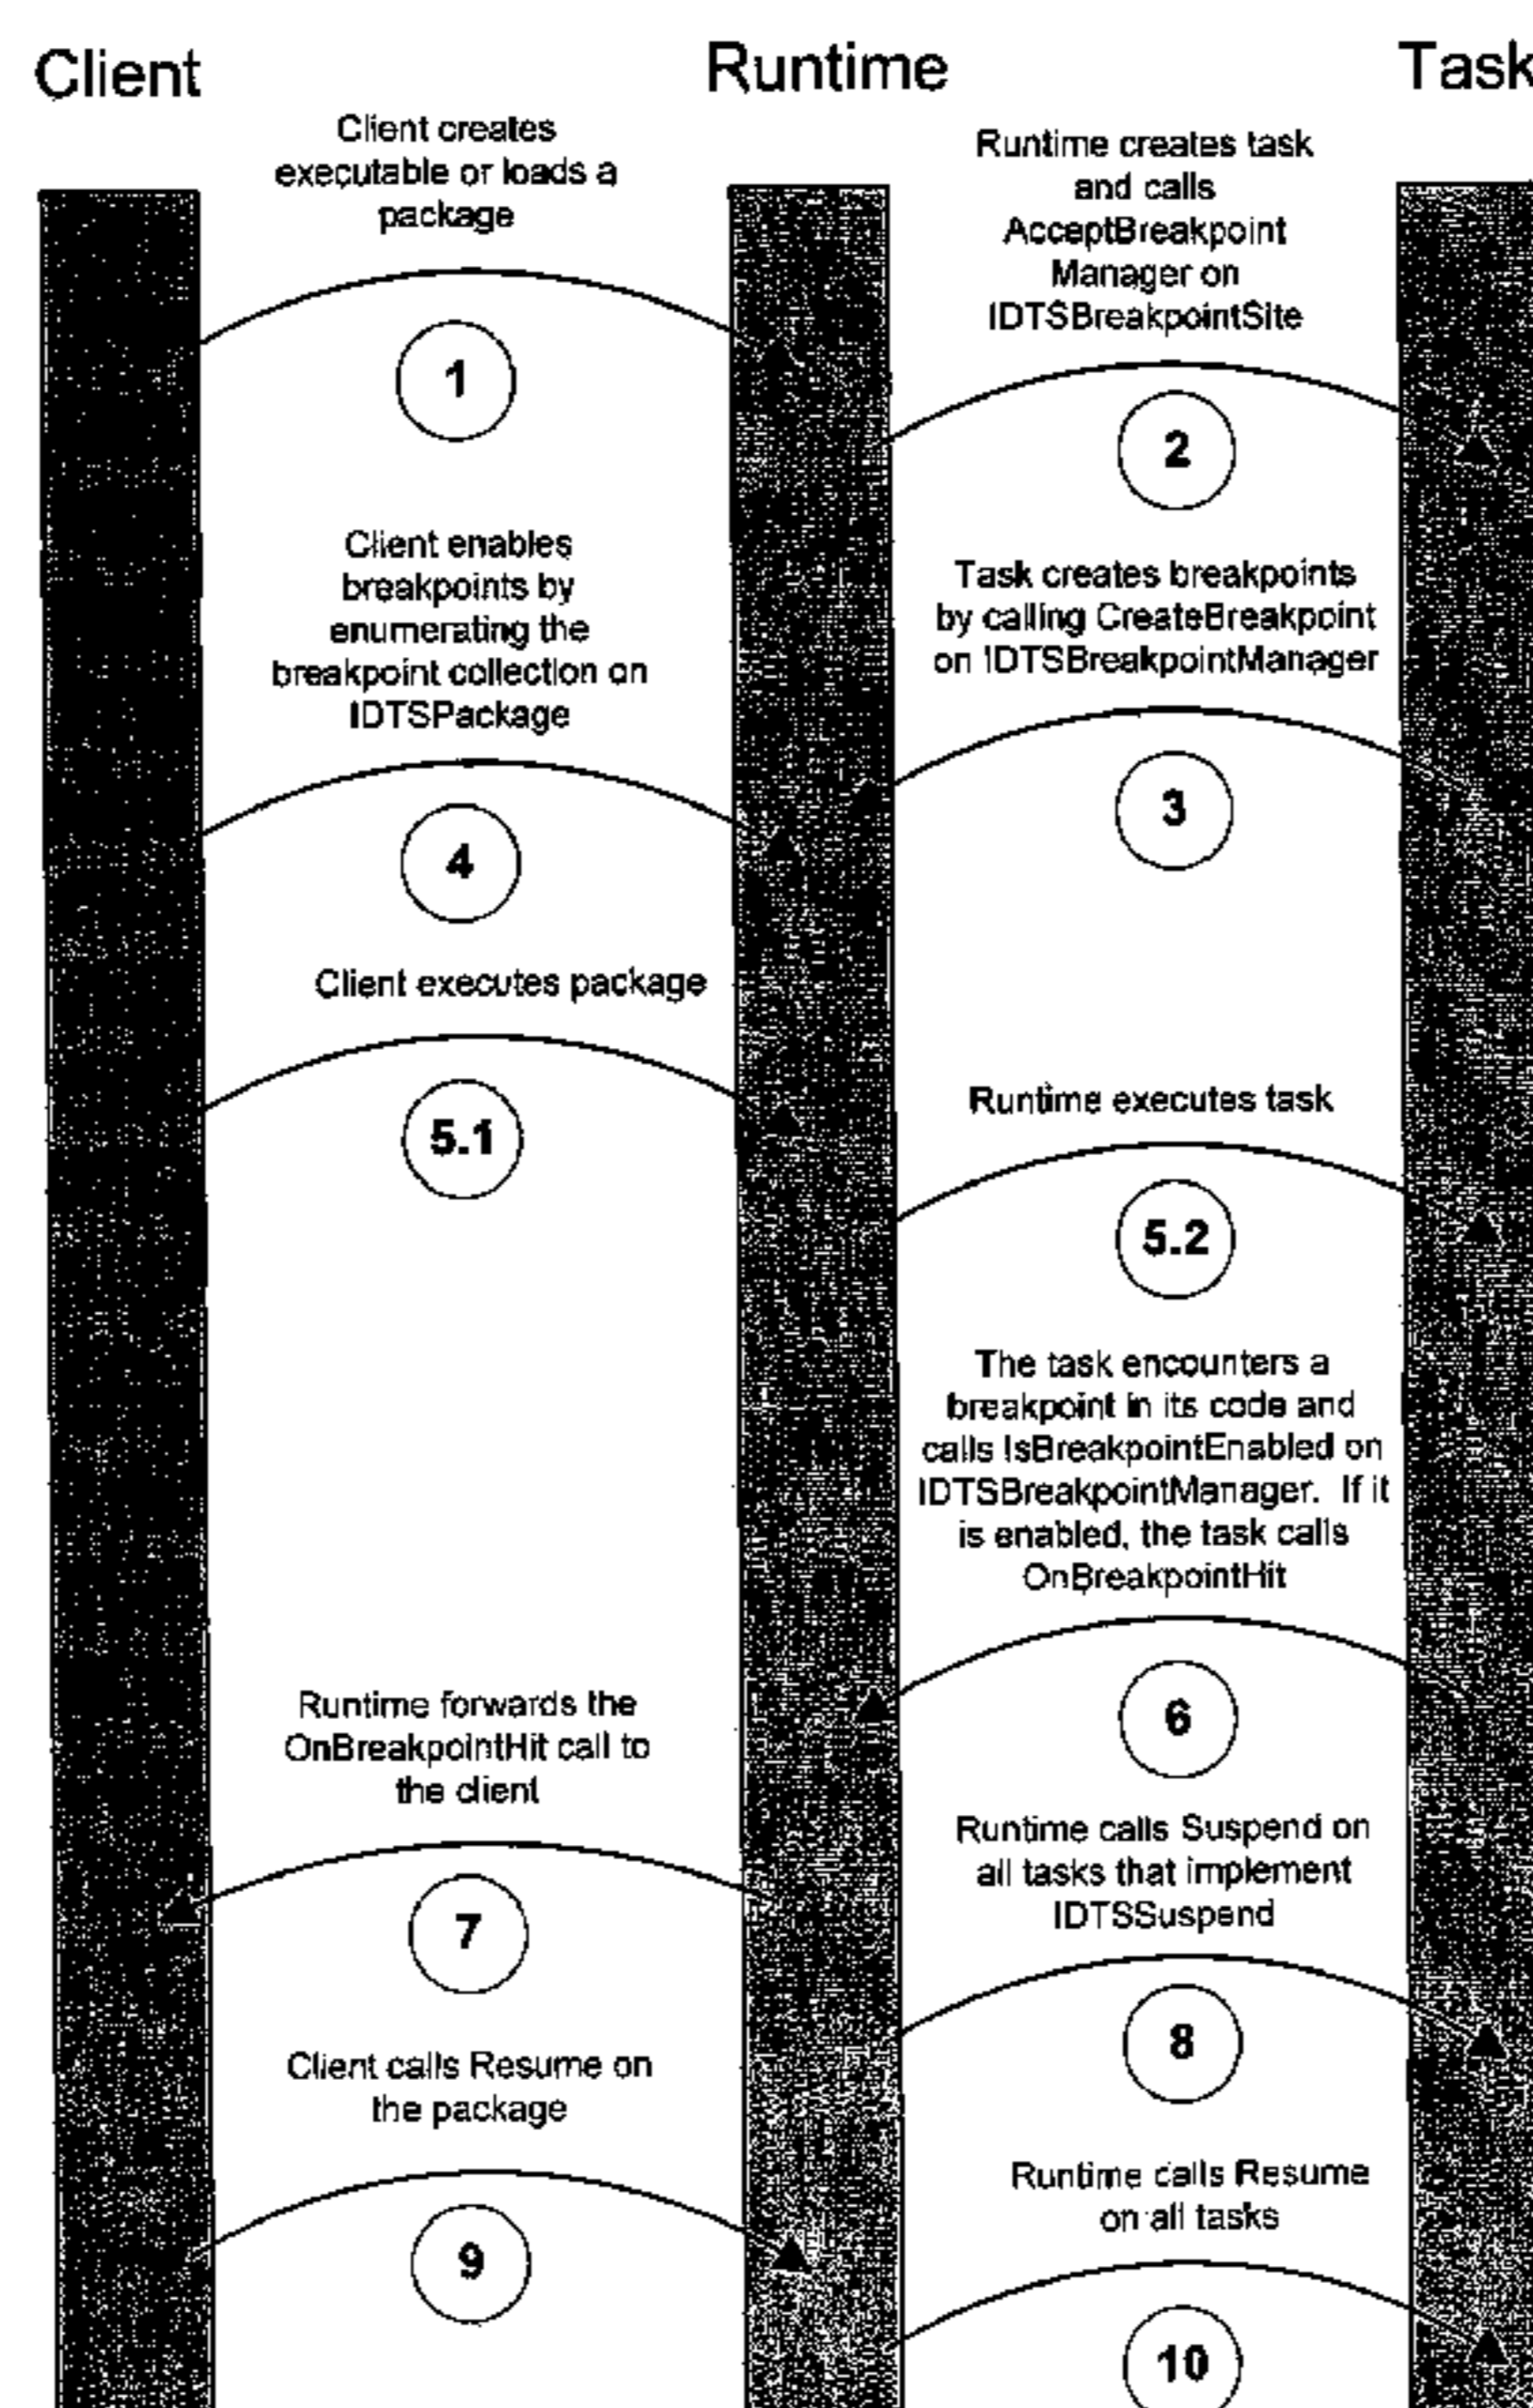 Client
Runtime
Task
Client creates
executable or loads a
package
1
Runtime creates task
and calls
AcceptBreakpoint
Manager on
IDTSBreakpointSite
2
Task creates breakpoints
by calling CreateBreakpoint
on IDTSBreakpointManager
3
Client enables
breakpoints by
enumerating the
breakpoint collection on
IDTSPackage
4
Client executes package
5.1
Runtime executes task
5.2
The task encounters a
breakpoint in its code and
calls IsBreakpointEnabled on
IDTSBreakpointManager. If it
is enabled, the task calls
OnBreakpointHit
6
Runtime forwards the
OnBreakpointHit call to
the client
7
Runtime calls Suspend on
all tasks that implement
IDTSSuspend
8
Client calls Resume on
the package
9
Runtime calls Resume
on all tasks
10